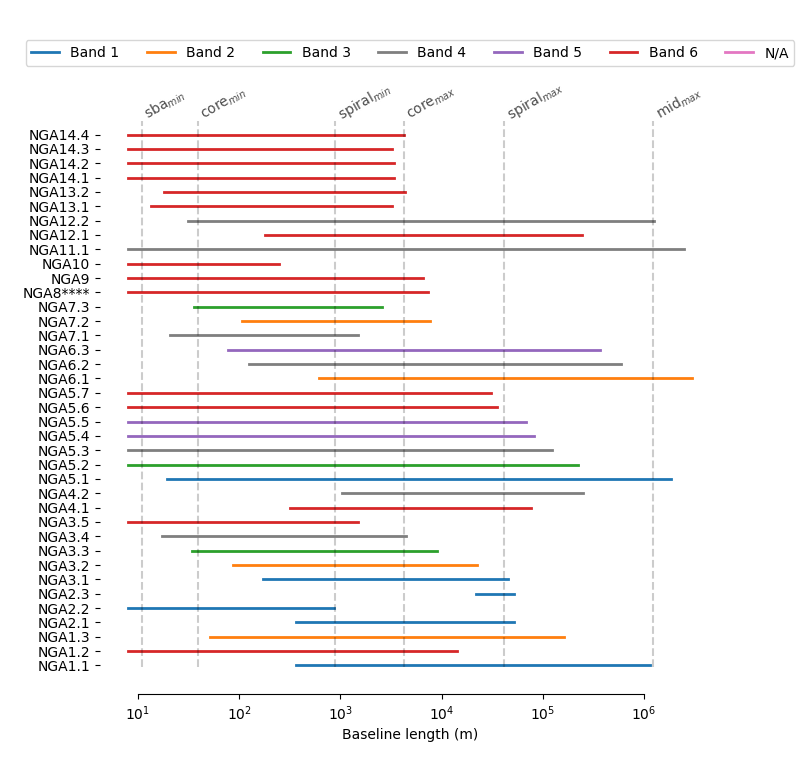 Band 1 Band 2 Band 3 Band 4 Band 5 Band 6 N/A
sba_min core_min spiral_min core_max spiral_max mid_max
NGA14.4
NGA14.3
NGA14.2
NGA14.1
NGA13.2
NGA13.1
NGA12.2
NGA12.1
NGA11.1
NGA10
NGA9
NGA8****
NGA7.3
NGA7.2
NGA7.1
NGA6.3
NGA6.2
NGA6.1
NGA5.7
NGA5.6
NGA5.5
NGA5.4
NGA5.3
NGA5.2
NGA5.1
NGA4.2
NGA4.1
NGA3.5
NGA3.4
NGA3.3
NGA3.2
NGA3.1
NGA2.3
NGA2.2
NGA2.1
NGA1.3
NGA1.2
NGA1.1
10^1 10^2 10^3 10^4 10^5 10^6
Baseline length (m)